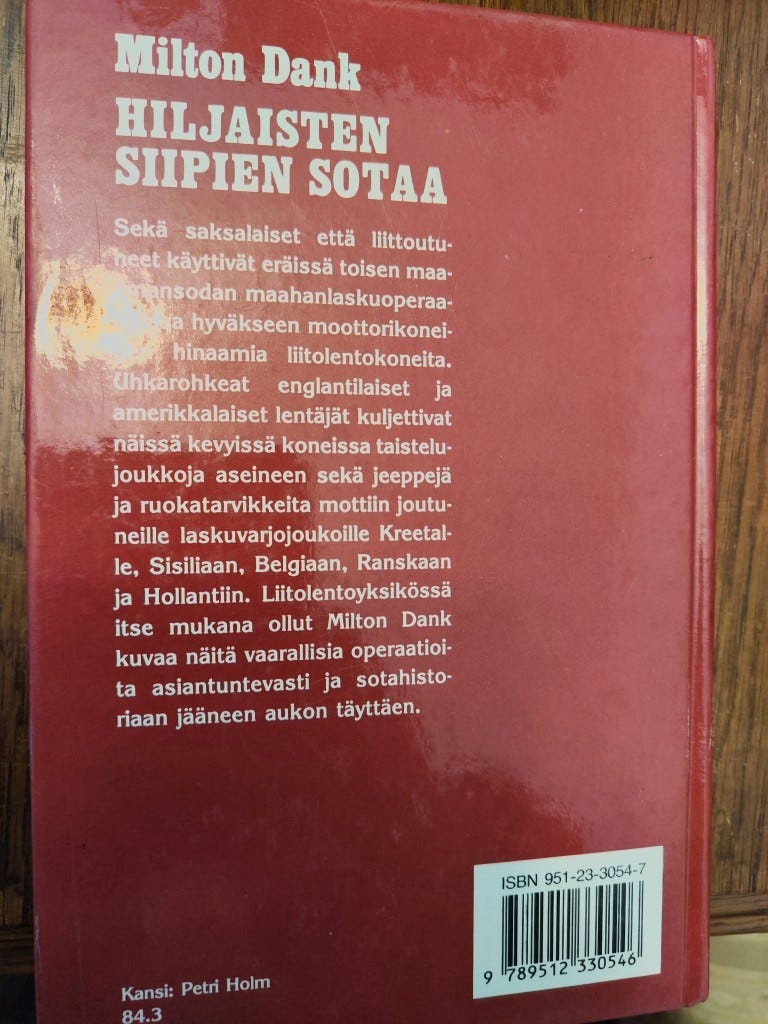 Milton Dank
HILJAISTEN
SIIPIEN SOTAA
Sekä saksalaiset että liittoutu-
neet käyttivät eräissä toisen maa-
mansodan maahanlaskuoperaa-
hyväkseen moottorikonei-
hinaamia liitolentokoneita.
Uhkarohkeat englantilaiset ja
amerikkalaiset lentäjät kuljettivat
näissä kevyissä koneissa taistelu-
joukkoja aseineen sekä jeeppejä
ja ruokatarvikkeita mottiin joutu-
neille laskuvarjojoukoille Kreetal-
le, Sisiliaan, Belgiaan, Ranskaan
ja Hollantiin. Liitolentoyksikössä
itse mukana ollut Milton Dank
kuvaa näitä vaarallisia operaatioi-
ta asiantuntevasti ja sotahisto-
riaan jääneen aukon täyttäen.
ISBN 951-23-3054-7
9 789512 330546
Kansi: Petri Holm
84.3